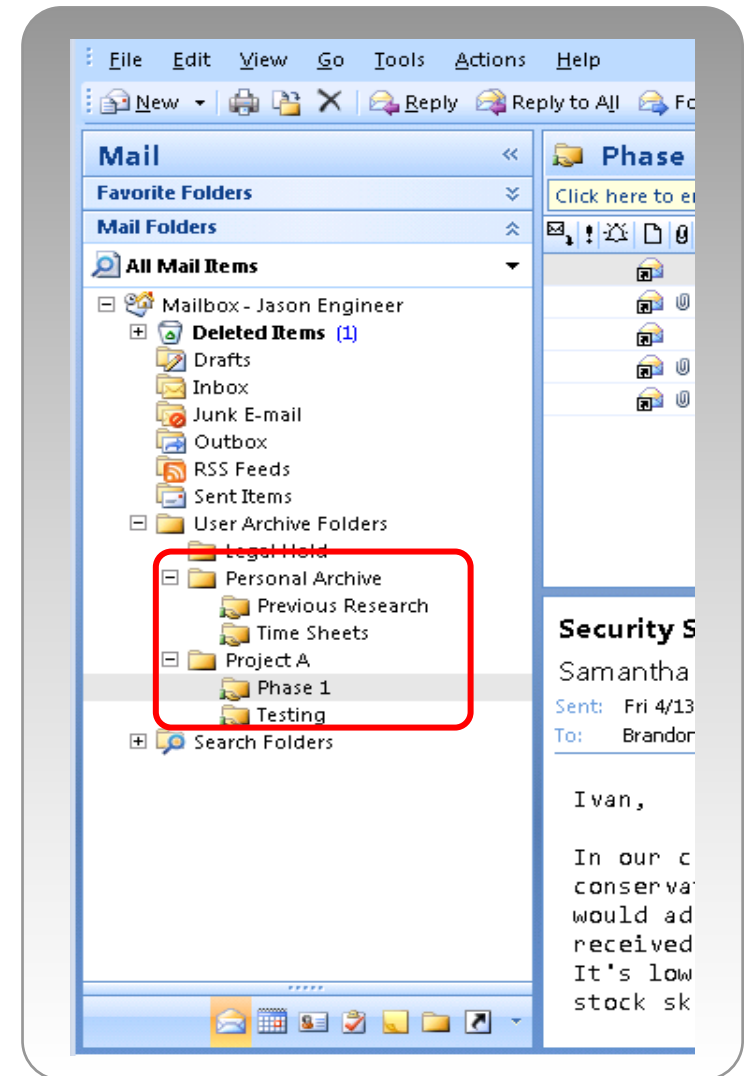 File Edit View Go Tools Actions Help
New Reply Reply to All
Mail
Favorite Folders
Mail Folders
All Mail Items
Mailbox - Jason Engineer
Deleted Items (1)
Drafts
Inbox
Junk E-mail
Outbox
RSS Feeds
Sent Items
User Archive Folders
Legal Hold
Personal Archive
Previous Research
Time Sheets
Project A
Phase 1
Testing
Search Folders
Phase
Click here to
Security S
Samantha
Sent: Fri 4/13
To: Brandon
Ivan,
In our c
conserva
would ad
received
It's low
stock sk